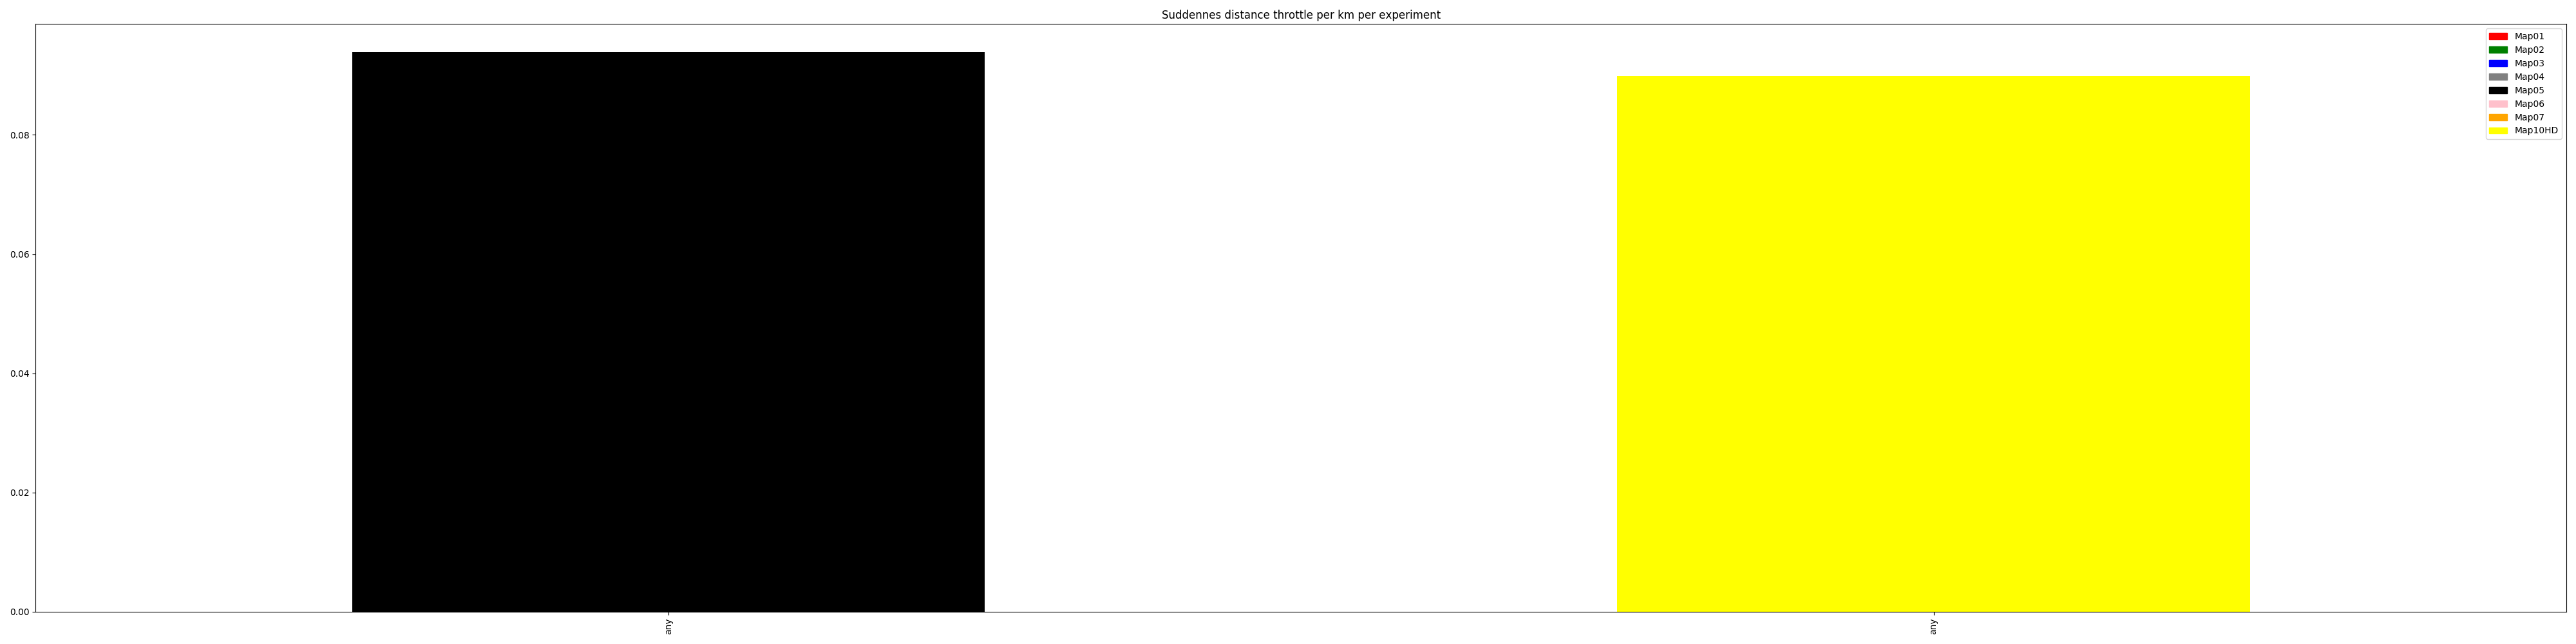 Suddennes distance throttle per km per experiment
Map01
Map02
Map03
Map04
Map05
Map06
Map07
Map10HD
0.08
0.06
0.04
0.02
0.00
any
any